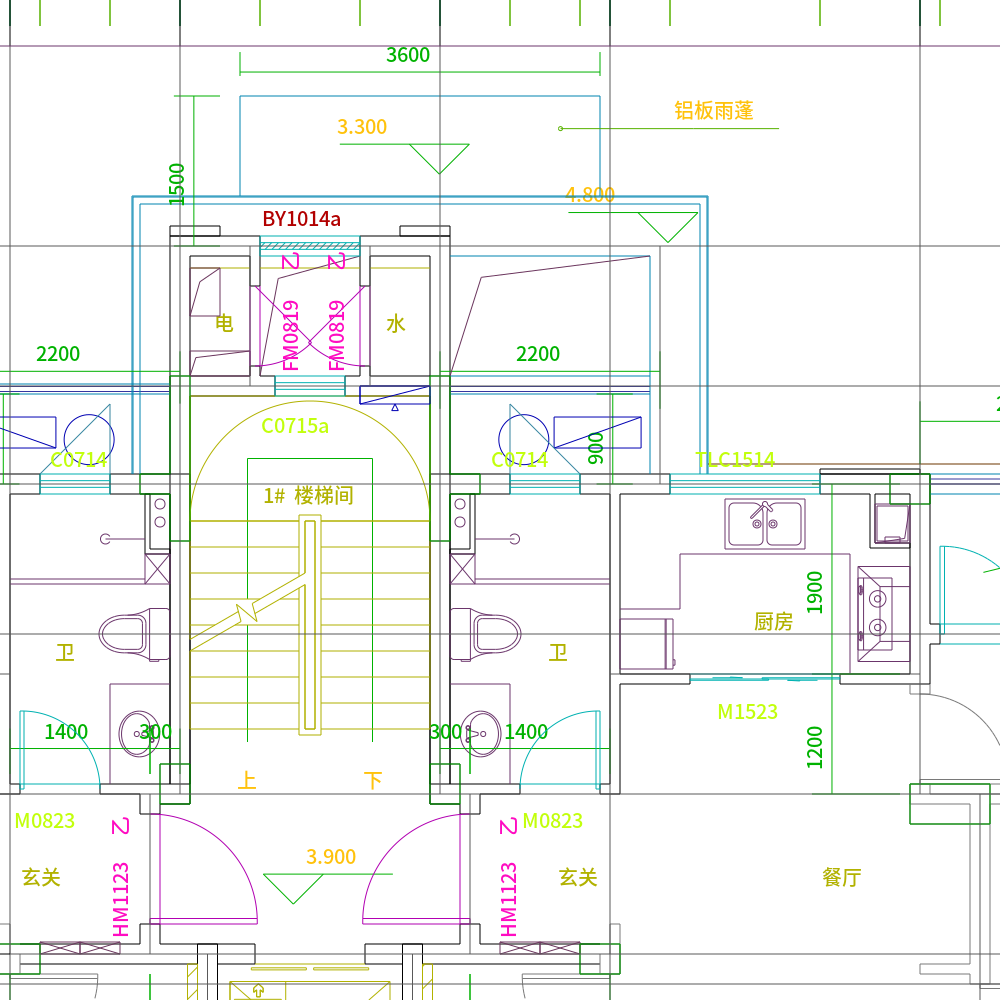 3600
铝板雨蓬
3.300
1500
4.800
BY1014a
乙
乙
FM0819
FM0819
电
水
2200
2200
C0715a
C0714
C0714
900
TLC1514
1# 楼梯间
1900
厨房
卫
卫
M1523
1400
300
300
1400
1200
上
下
M0823
乙
乙
M0823
3.900
玄关
HM1123
HM1123
玄关
餐厅